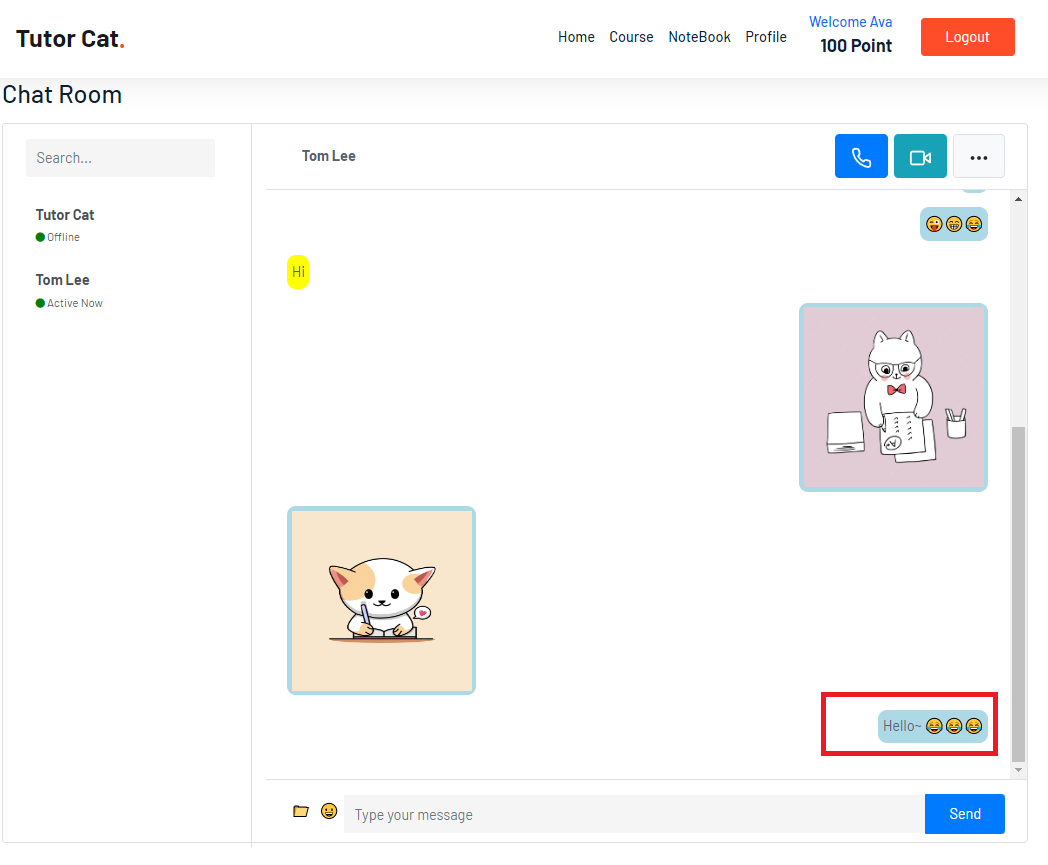 Tutor Cat.
Home Course NoteBook Profile
Welcome Ava
100 Point
Logout
Chat Room
Search...
Tutor Cat
Offline
Tom Lee
Active Now
Tom Lee
😜😁😂
Hi
Hello~ 😂😂😂
Type your message
Send